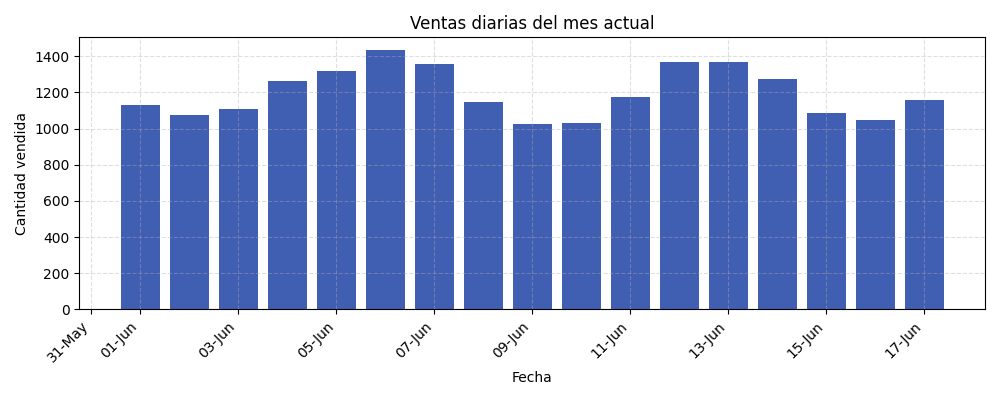 Ventas diarias del mes actual
Cantidad vendida
1400
1200
1000
800
600
400
200
0
31-May
01-Jun
03-Jun
05-Jun
07-Jun
09-Jun
11-Jun
13-Jun
15-Jun
17-Jun
Fecha